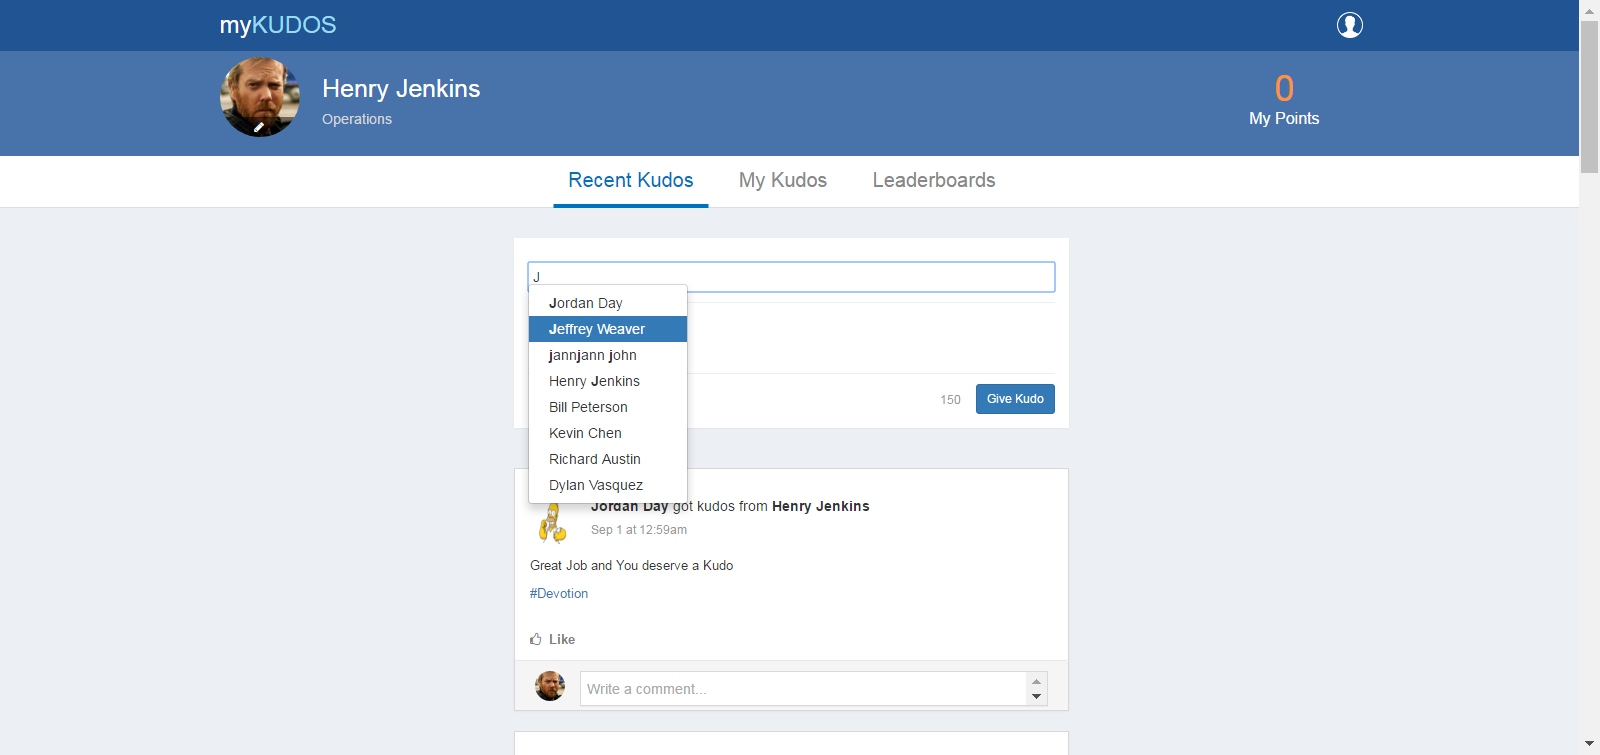 myKUDOS
Henry Jenkins
Operations
0
My Points
Recent Kudos
My Kudos
Leaderboards
J
Jordan Day
Jeffrey Weaver
jannjann john
Henry Jenkins
Bill Peterson
Kevin Chen
Richard Austin
Dylan Vasquez
150
Give Kudo
Jordan Day got kudos from Henry Jenkins
Sep 1 at 12:59am
Great Job and You deserve a Kudo
#Devotion
Like
Write a comment...